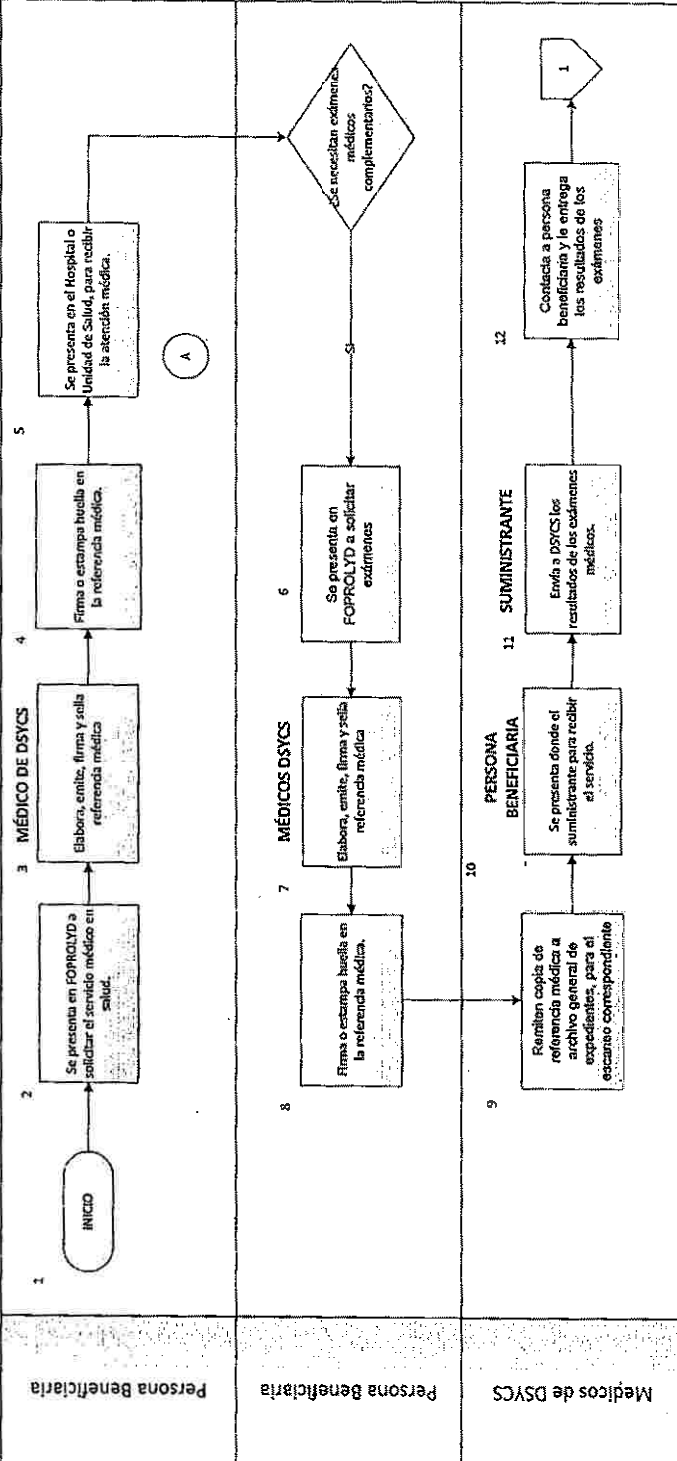 Persona Beneficiaria
1
INICIO
2
Se presenta en FOPROLYD a
solicitar el servicio médico en
salud.
3
MÉDICO DE DSYCS
Elabora, emite, firma y sella
referencia médica
4
Firma o estampa huella en
la referencia médica.
5
Se presenta en el Hospital o
Unidad de Salud, para recibir
la atención médica.
A
Persona Beneficiaria
¿Se necesitan exámenes
médicos
complementarios?
SI
6
Se presenta en
FOPROLYD a solicitar
exámenes
MÉDICOS DSYCS
7
Elabora, emite, firma y sella
referencia médica
8
Firma o estampa huella en
la referencia médica.
Medicos de DSYCS
9
Remiten copia de
referencia médica a
archivo general de
expedientes, para el
escaneo correspondiente
10
PERSONA
BENEFICIARIA
Se presenta donde el
suministrante para recibir
el servicio.
11
SUMINISTRANTE
Envía a DSYCS los
resultados de los exámenes
médicos.
12
Contacta a persona
beneficiaria y le entrega
los resultados de los
exámenes
1